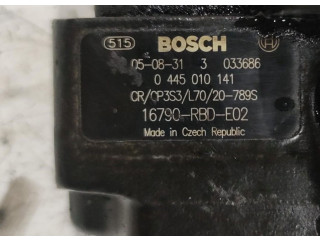 515 BOSCH
05-08-31 3 033686
0 445 010 141
CR/CP3S3/L70/20-789S
16790-RBD-E02
Made in Czech Republic